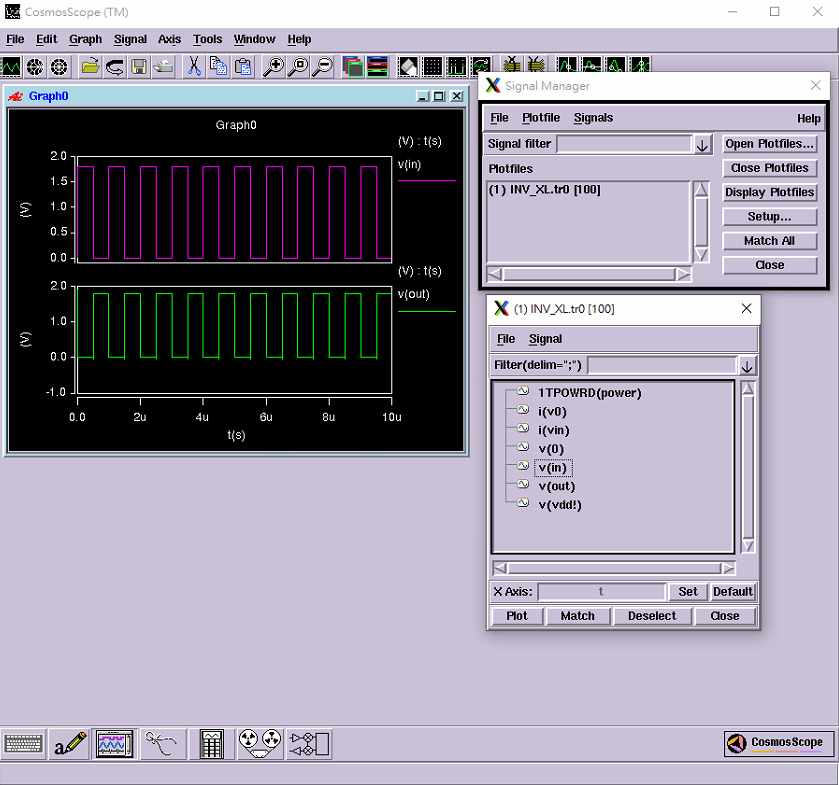 CosmosScope (TM)
File Edit Graph Signal Axis Tools Window Help
Graph0
Graph0
(V) : t(s)
v(in)
2.0
1.5
1.0
0.5
0.0
(V)
(V) : t(s)
v(out)
2.0
1.0
0.0
-1.0
(V)
0.0 2u 4u 6u 8u 10u
t(s)
Signal Manager
File Plotfile Signals Help
Signal filter
Plotfiles
(1) INV_XL.tr0 [100]
Open Plotfiles...
Close Plotfiles
Display Plotfiles
Setup...
Match All
Close
(1) INV_XL.tr0 [100]
File Signal
Filter(delim=";")
1TPOWRD(power)
i(v0)
i(vin)
v(0)
v(in)
v(out)
v(vdd!)
X Axis: t Set Default
Plot Match Deselect Close
a
CosmosScope